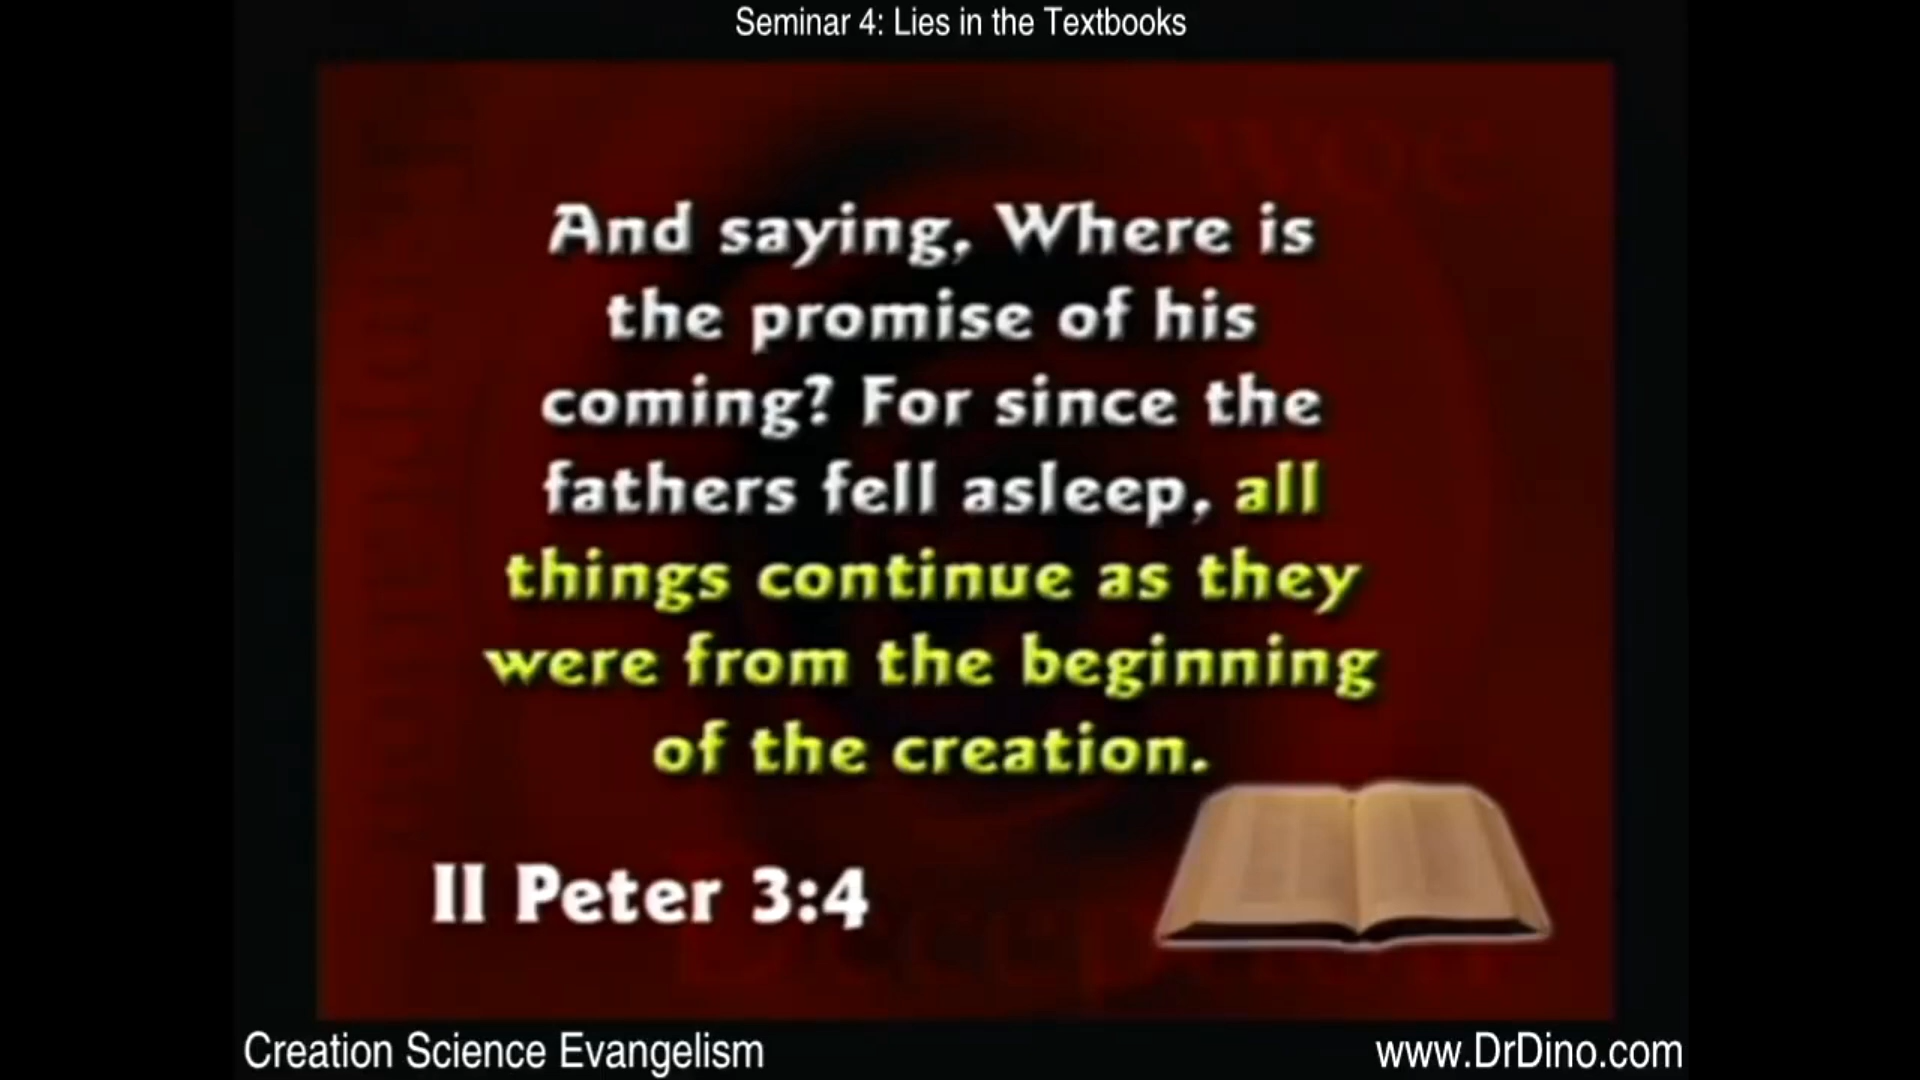 Seminar 4: Lies in the Textbooks
And saying, Where is
the promise of his
coming? For since the
fathers fell asleep, all
things continue as they
were from the beginning
of the creation.
II Peter 3:4
Creation Science Evangelism
www.DrDino.com